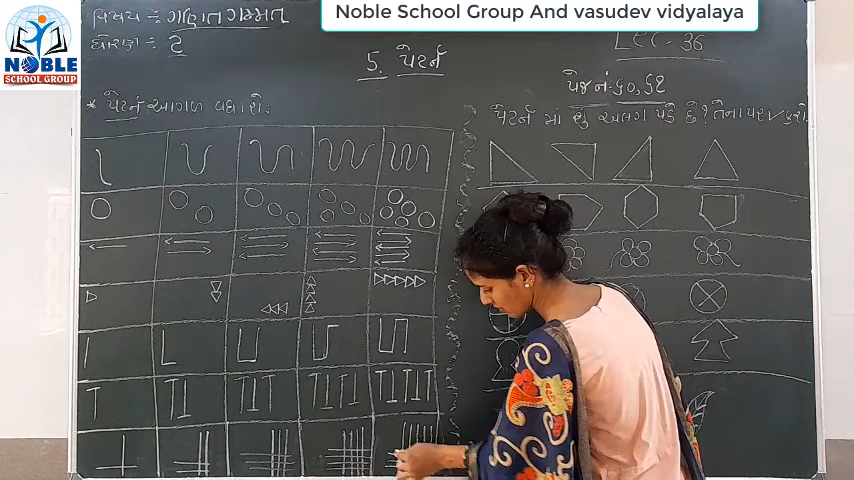 Noble School Group And vasudev vidyalaya
NOBLE
SCHOOL GROUP
વિષય :- ગણિત ગમ્મત
ધોરણ :- ૨
Lec- 36
5. પેટર્ન
પેજ નં- ૬૦, ૬૨
* પેટર્ન આગળ વધારો:
પેટર્ન માં શું અલગ પડે છે? તેના પર ✓ કરો.